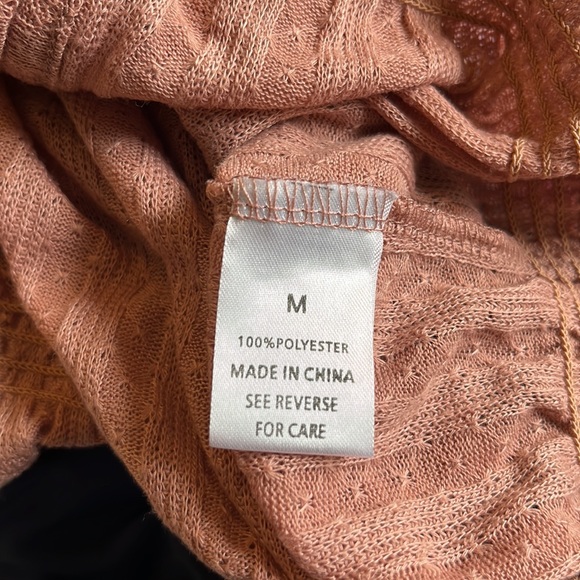 M
100%POLYESTER
MADE IN CHINA
SEE REVERSE
FOR CARE